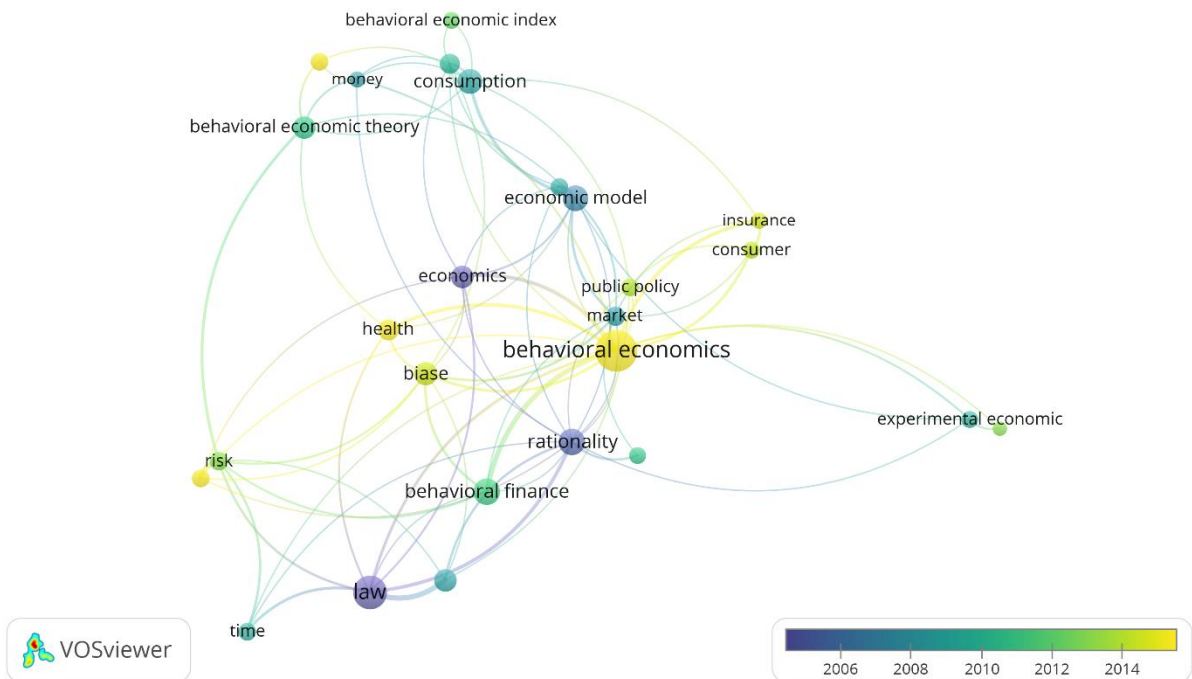 behavioral economic index
money
consumption
behavioral economic theory
economic model
insurance
consumer
economics
public policy
market
health
behavioral economics
biase
experimental economic
rationality
risk
behavioral finance
law
time
VOSviewer
2006 2008 2010 2012 2014